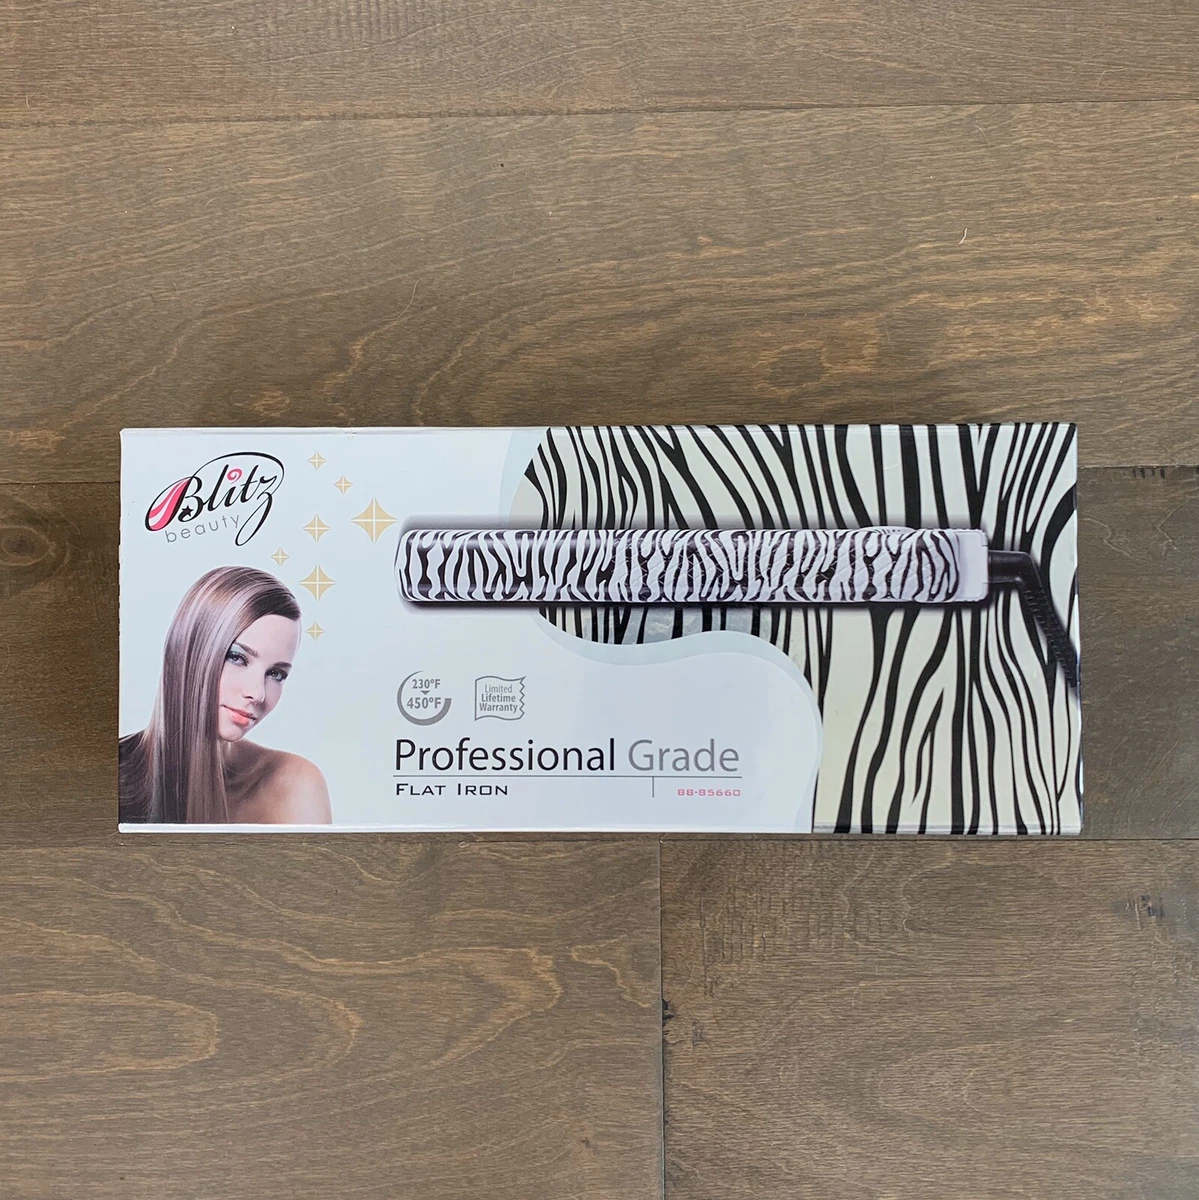 Blitz
beauty
230°F
450°F
Limited
Lifetime
Warranty
Professional Grade
FLAT IRON
BB-85660